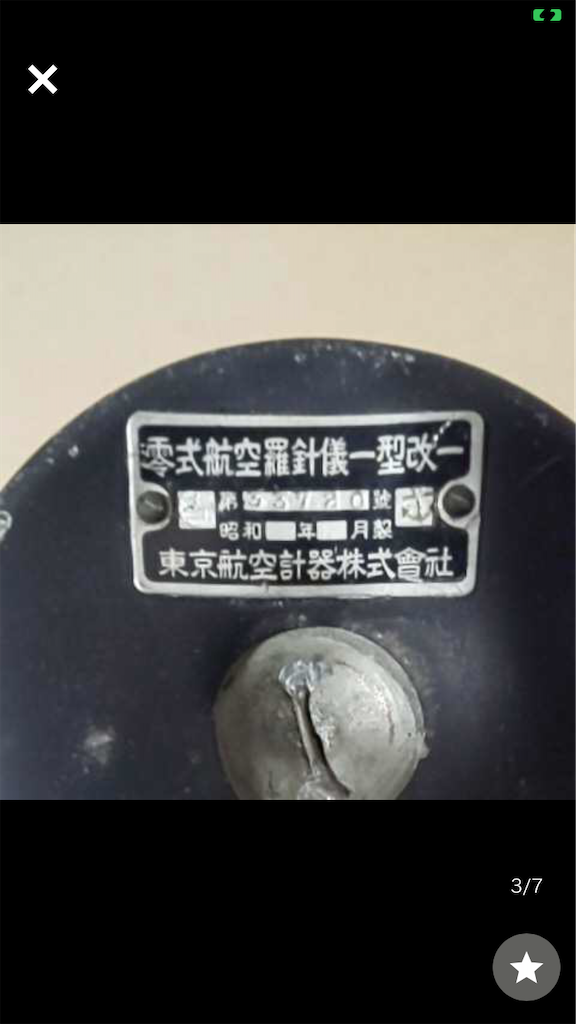 零式航空羅針儀一型改一
第 號
昭和 年 月製
東京航空計器株式會社
3/7